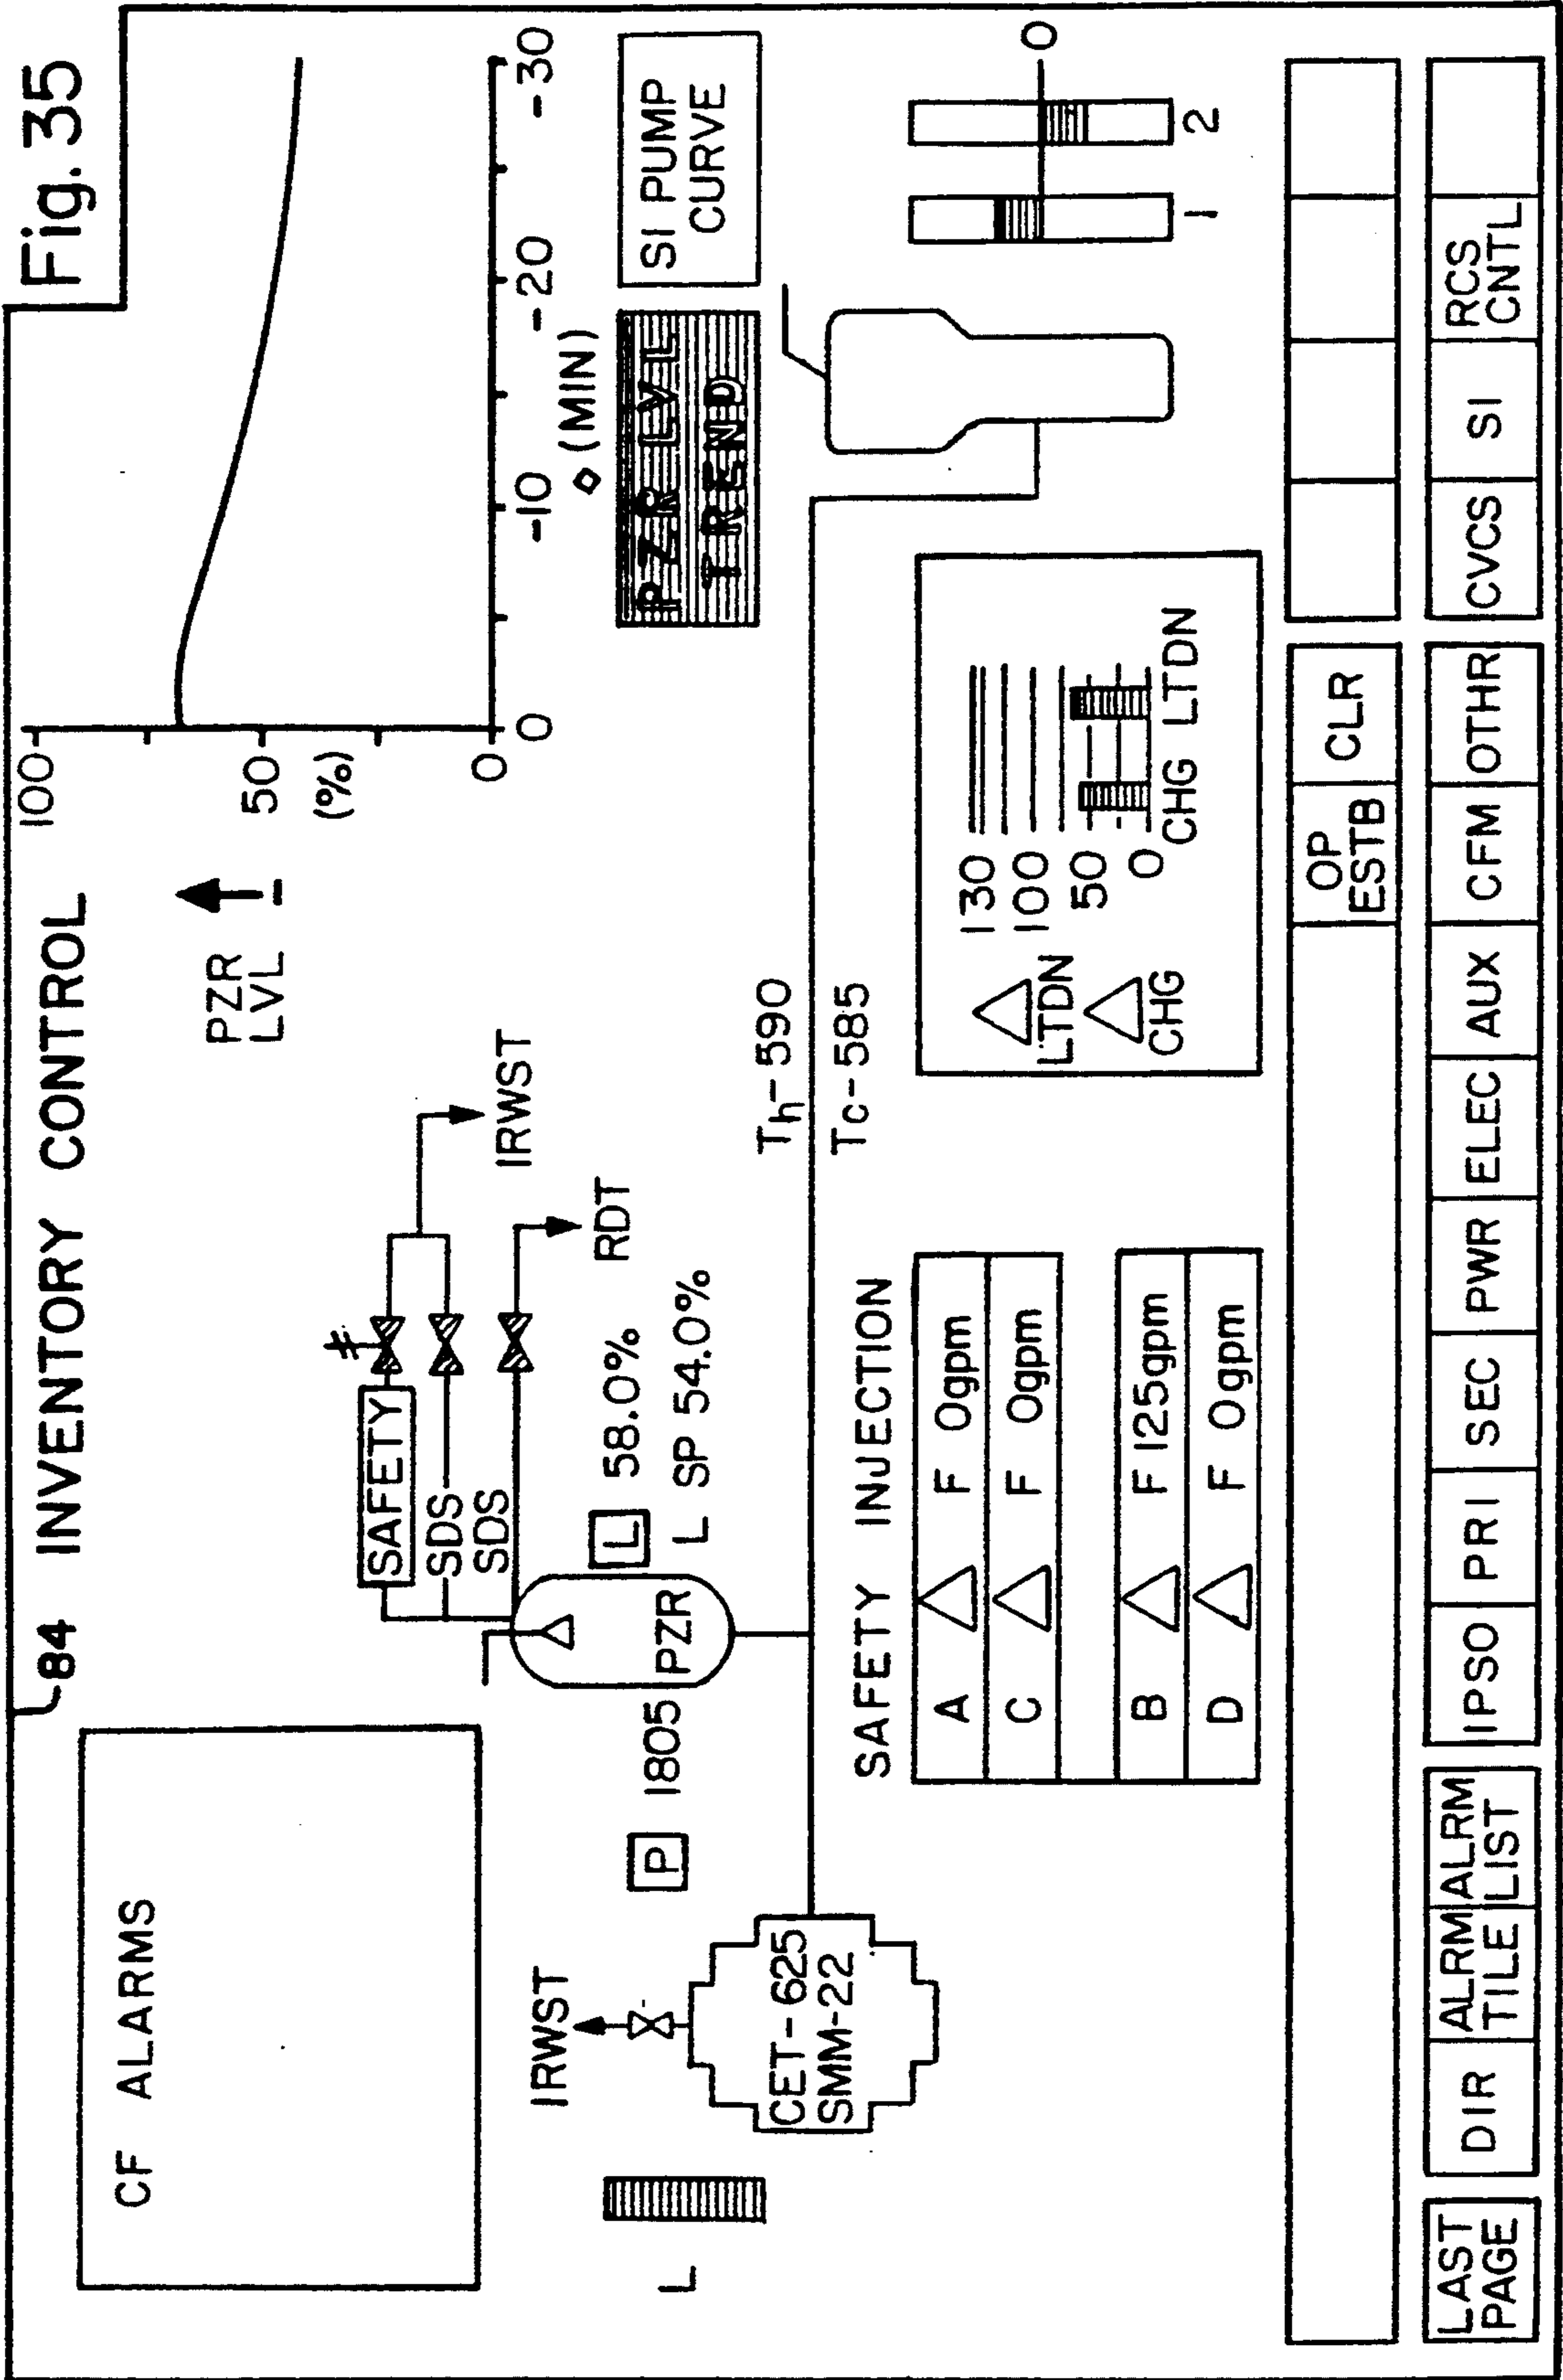 Fig. 35
84 INVENTORY CONTROL
CF ALARMS
PZR
LVL
100
50
(%)
0
0
-10
-20
-30
(MIN)
PZR LVL
TREND
SI PUMP
CURVE
SAFETY
SDS
SDS
IRWST
RDT
IRWST
L
P 1805
PZR
L 58.0%
L SP 54.0%
CET-625
SMM-22
Th-590
Tc-585
SAFETY INJECTION
A F 0gpm
C F 0gpm
B F 125gpm
D F 0gpm
LTDN
CHG
130
100
50
0
CHG LTDN
0
1
2
OP
ESTB
CLR
LAST
PAGE
DIR
ALRM
TILE
ALRM
LIST
IPSO
PRI
SEC
PWR
ELEC
AUX
CFM
OTHR
CVCS
SI
RCS
CNTL